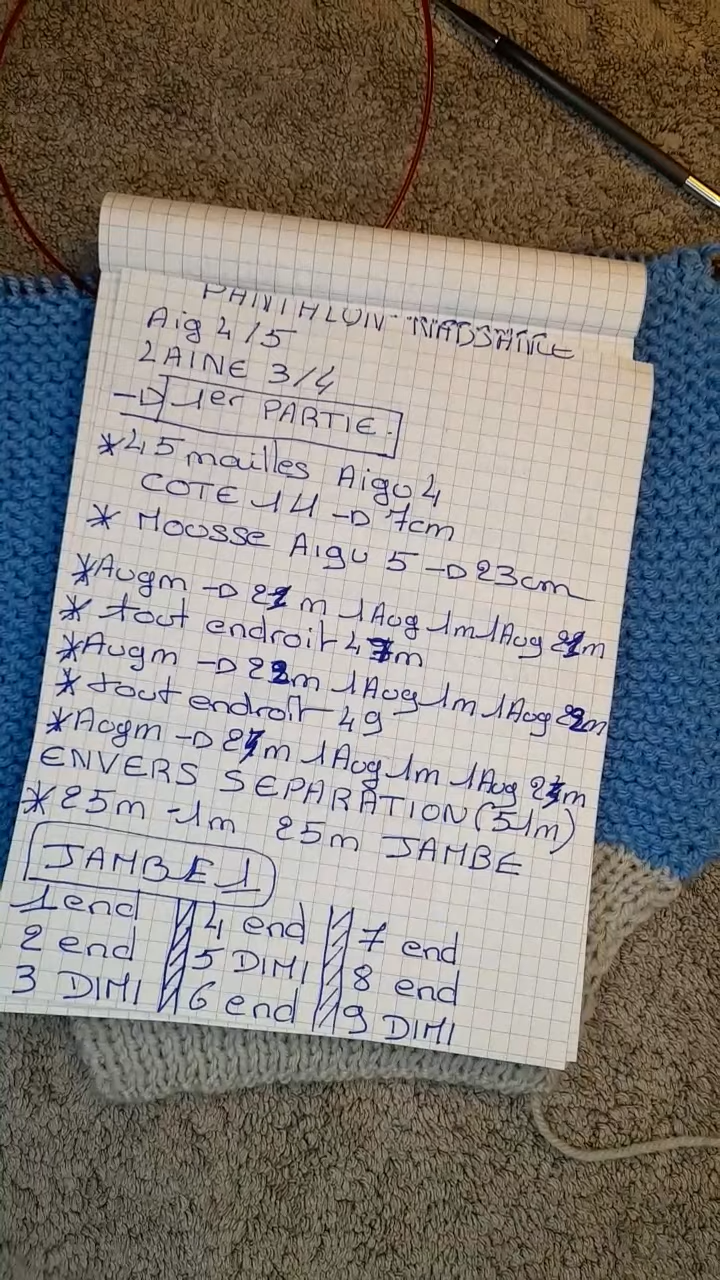 PANTHLON NAISSANCE
Aig 4/5
LAINE 3/4
1er PARTIE.
*45 mailles Aigu 4
COTE 1/1 7cm
* MOUSSE Aigu 5 23cm
*Augm 22 m 1Aug 1m 1Aug 22m
* tout endroit 47m
*Augm 23m 1Aug 1m 1Aug 23m
* tout endroit 49
*Augm 24m 1Aug 1m 1Aug 24m
ENVERS SEPARATION (51m)
*25m -1m 25m JAMBE
JAMBE 1
1 end 4 end 7 end
2 end 5 DIMI 8 end
3 DIMI 6 end 9 DIMI